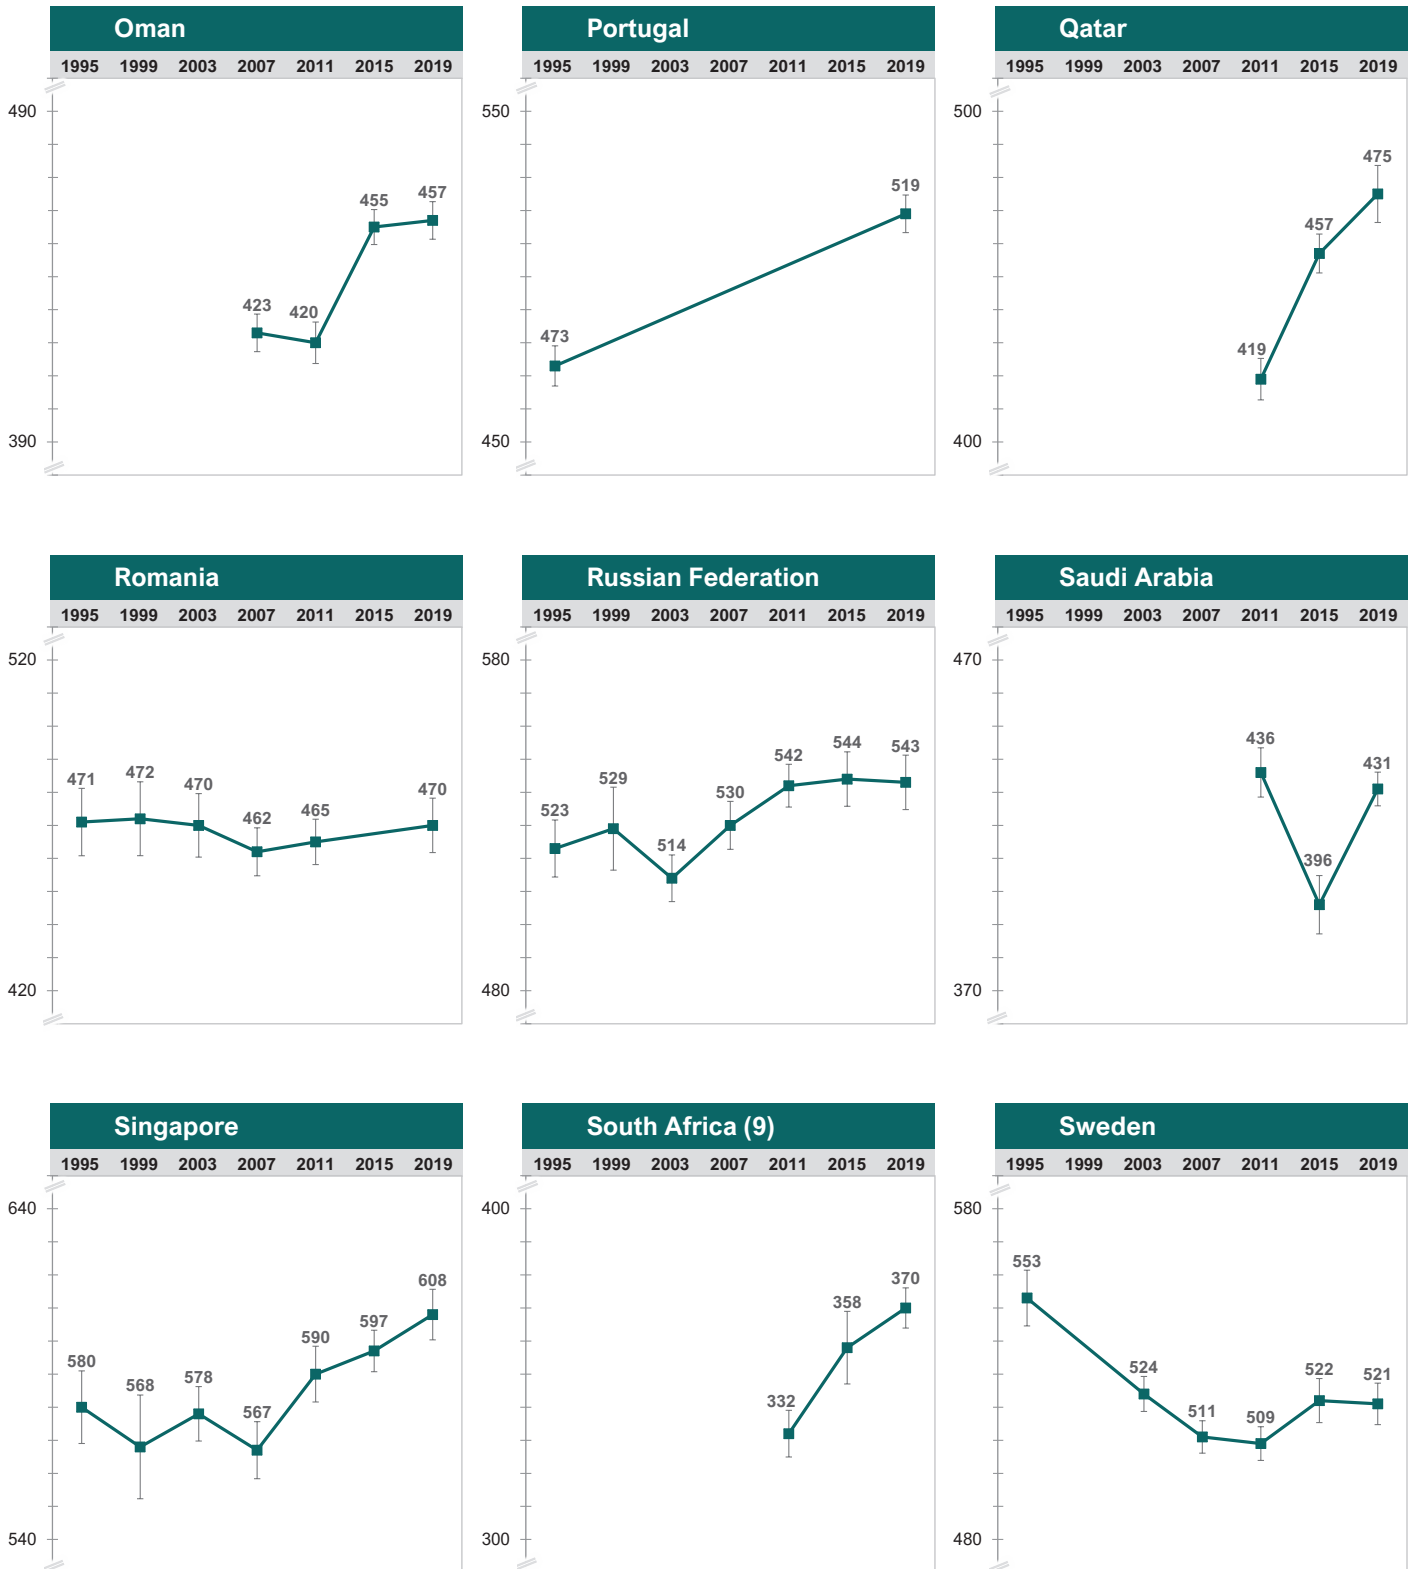 Oman
1995 1999 2003 2007 2011 2015 2019
490
455 457
423 420
390
Portugal
1995 1999 2003 2007 2011 2015 2019
550
519
473
450
Qatar
1995 1999 2003 2007 2011 2015 2019
500
475
457
419
400
Romania
1995 1999 2003 2007 2011 2015 2019
520
471 472 470 462 465 470
420
Russian Federation
1995 1999 2003 2007 2011 2015 2019
580
523 529 514 530 542 544 543
480
Saudi Arabia
1995 1999 2003 2007 2011 2015 2019
470
436 396 431
370
Singapore
1995 1999 2003 2007 2011 2015 2019
640
580 568 578 567 590 597 608
540
South Africa (9)
1995 1999 2003 2007 2011 2015 2019
400
332 358 370
300
Sweden
1995 1999 2003 2007 2011 2015 2019
580
553 524 511 509 522 521
480